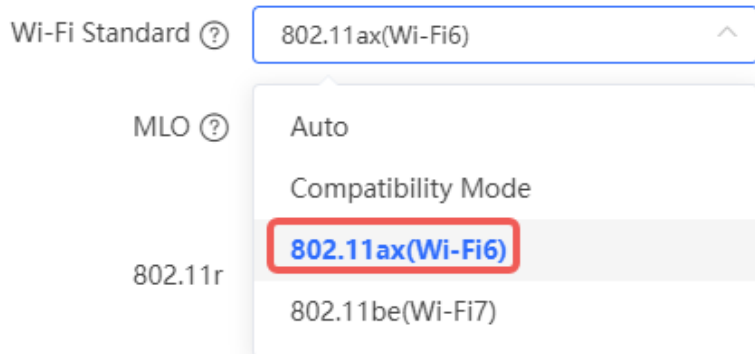 Wi-Fi Standard ? 802.11ax(Wi-Fi6)
MLO ? Auto
Compatibility Mode
802.11ax(Wi-Fi6)
802.11r
802.11be(Wi-Fi7)